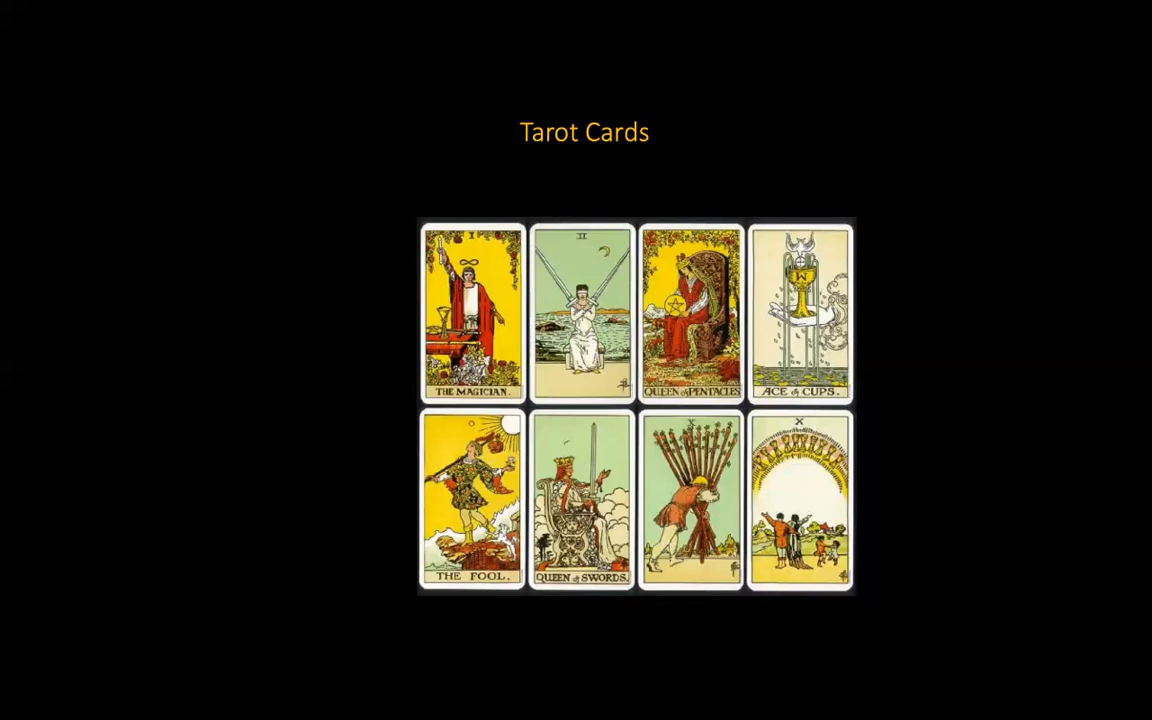 Tarot Cards
I
II
THE MAGICIAN.
QUEEN of PENTACLES
ACE of CUPS.
X
X
THE FOOL.
QUEEN of SWORDS.